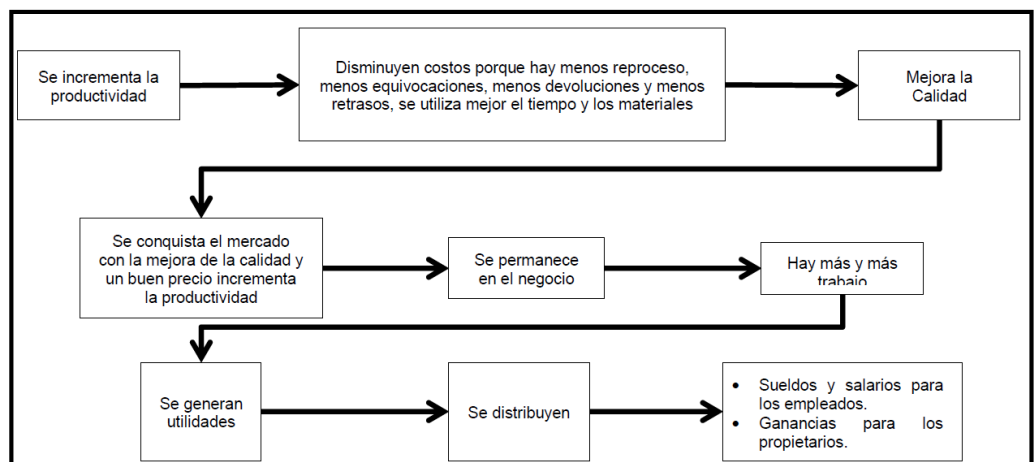 Se incrementa la
productividad
Disminuyen costos porque hay menos reproceso,
menos equivocaciones, menos devoluciones y menos
retrasos, se utiliza mejor el tiempo y los materiales
Mejora la
Calidad
Se conquista el mercado
con la mejora de la calidad y
un buen precio incrementa
la productividad
Se permanece
en el negocio
Hay más y más
trabajo
Se generan
utilidades
Se distribuyen
• Sueldos y salarios para
los empleados.
• Ganancias para los
propietarios.